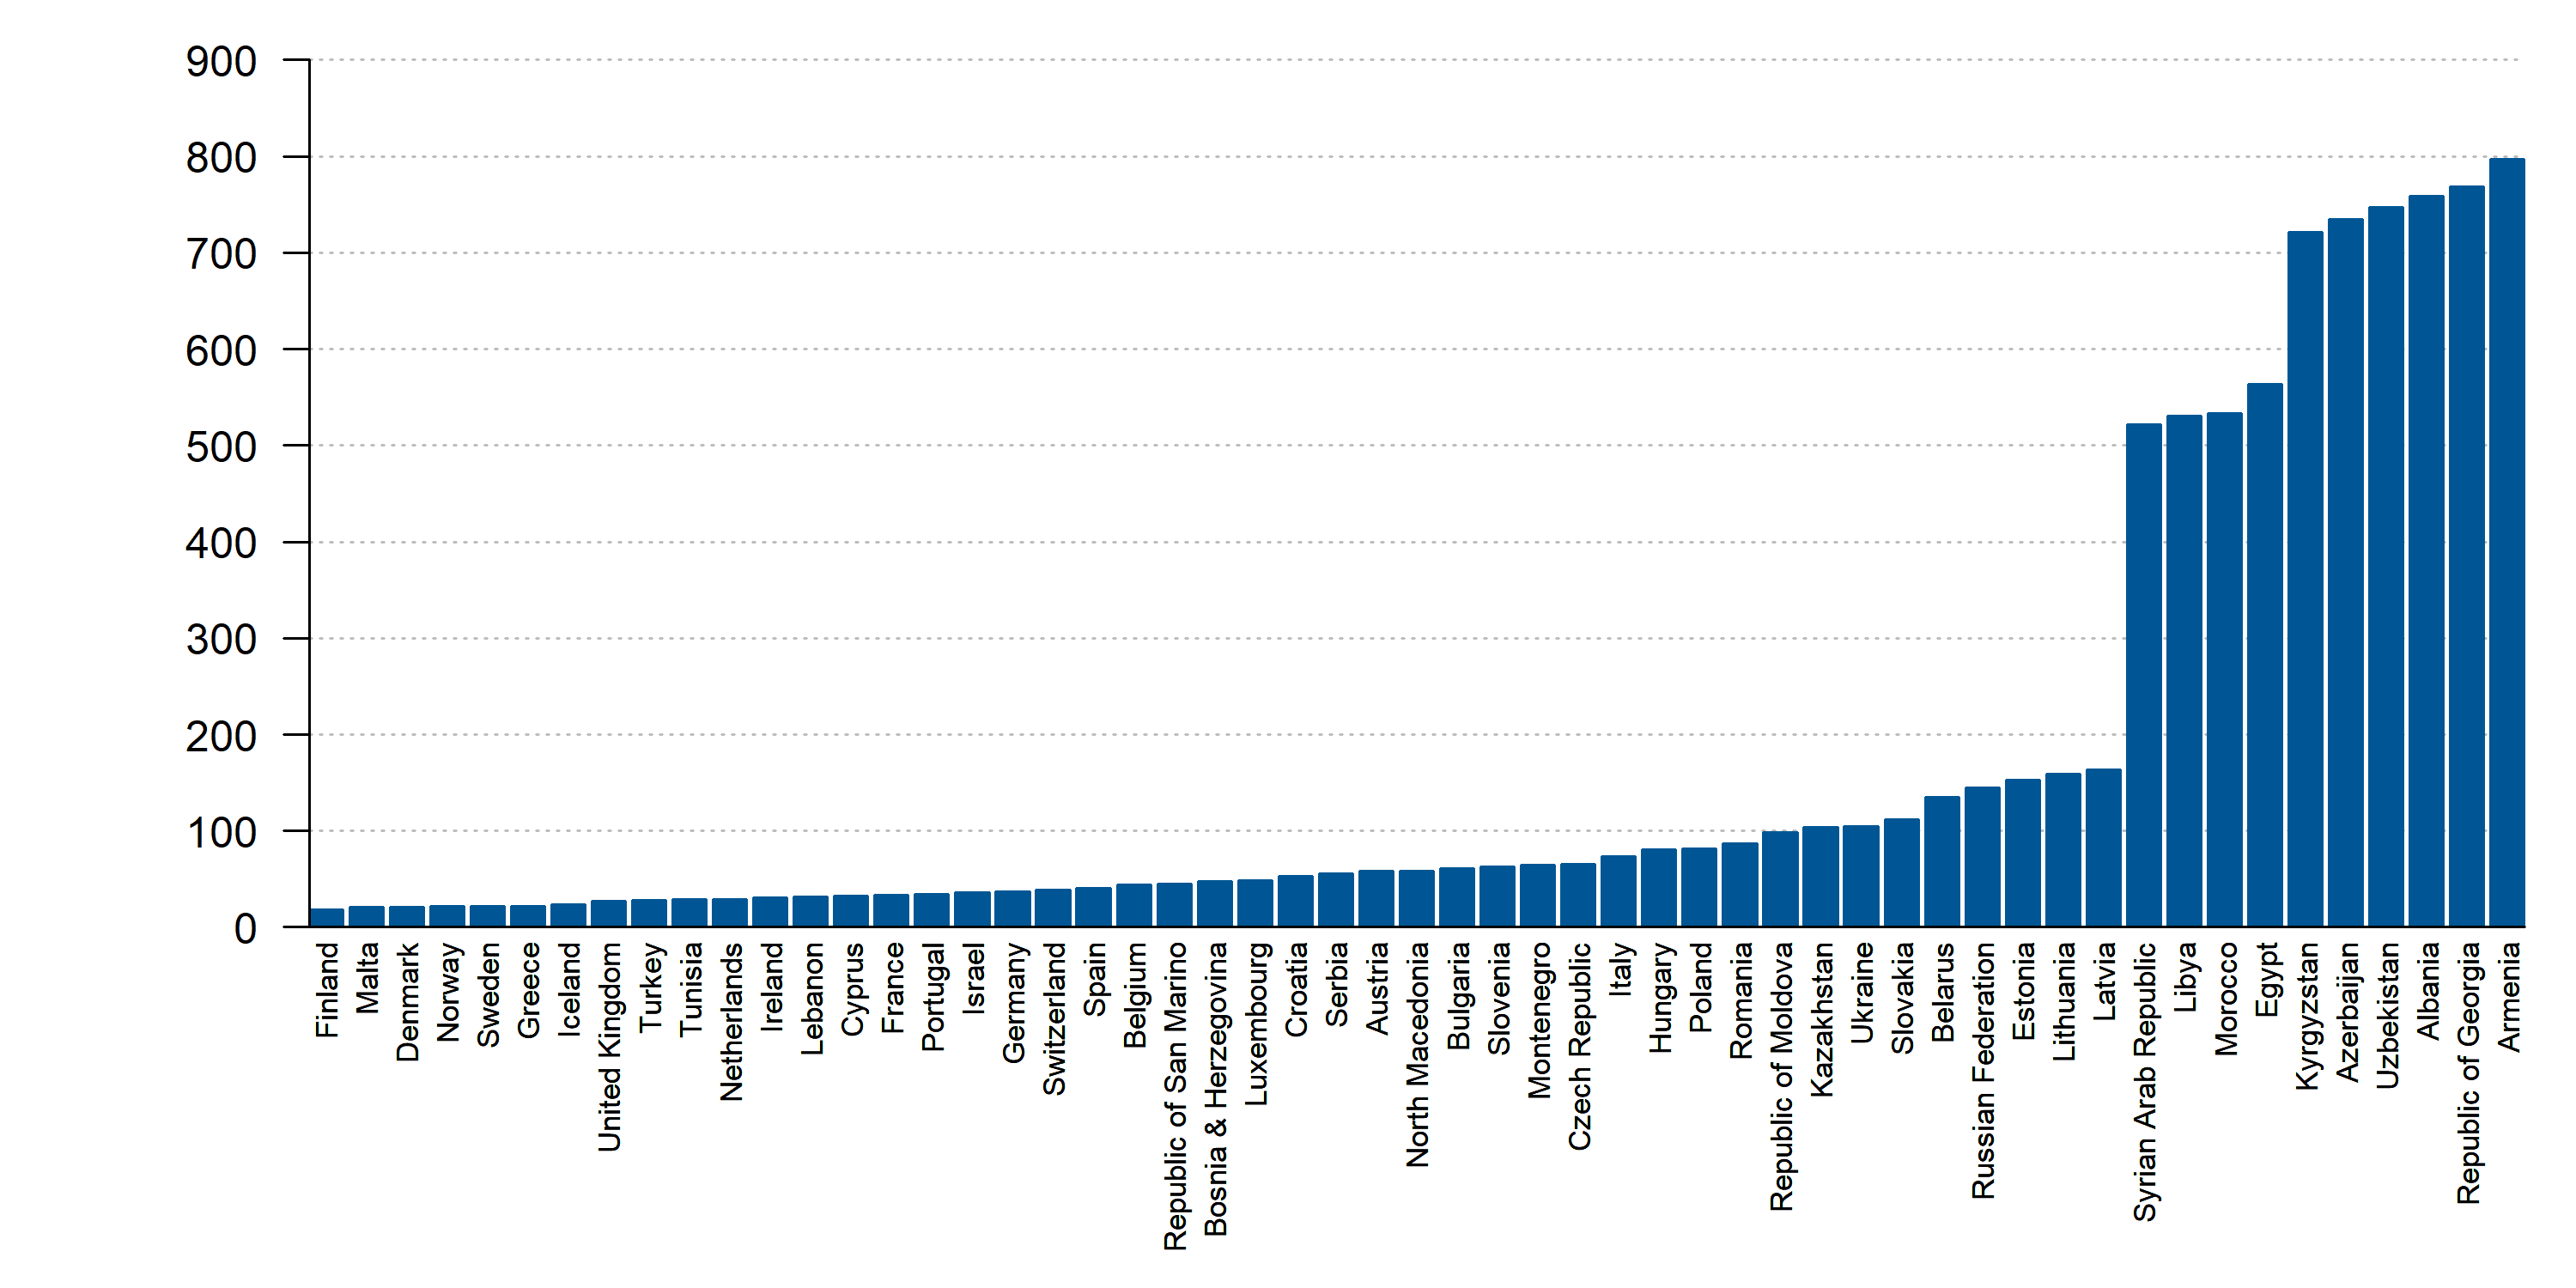 900
800
700
600
500
400
300
200
100
0
Finland
Malta
Denmark
Norway
Sweden
Greece
Iceland
United Kingdom
Turkey
Tunisia
Netherlands
Ireland
Lebanon
Cyprus
France
Portugal
Israel
Germany
Switzerland
Spain
Belgium
Republic of San Marino
Bosnia & Herzegovina
Luxembourg
Croatia
Serbia
Austria
North Macedonia
Bulgaria
Slovenia
Montenegro
Czech Republic
Italy
Hungary
Poland
Romania
Republic of Moldova
Kazakhstan
Ukraine
Slovakia
Belarus
Russian Federation
Estonia
Lithuania
Latvia
Syrian Arab Republic
Libya
Morocco
Egypt
Kyrgyzstan
Azerbaijan
Uzbekistan
Albania
Republic of Georgia
Armenia